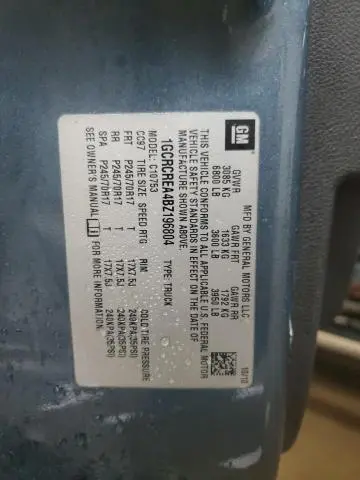 GM
MFD BY GENERAL MOTORS LLC
10/10
GVWR GAWR FRT GAWR RR
1633 KG 1792 KG
6800 LB 3600 LB 3950 LB
THIS VEHICLE CONFORMS TO ALL APPLICABLE U.S. FEDERAL MOTOR
VEHICLE SAFETY STANDARDS IN EFFECT ON THE DATE OF
MANUFACTURE SHOWN ABOVE.
1GCRCREA4BZ196804 TYPE: TRUCK
MODEL: C10753
CC97 TIRE SIZE SPEED RTG RIM COLD TIRE PRESSURE
FRT P245/70R17 T 17X7.5J 240KPA(35PSI)
RR P245/70R17 T 17X7.5J 240KPA(35PSI)
SPA P245/70R17 T 17X7.5J 240KPA(35PSI)
SEE OWNER'S MANUAL FOR MORE INFORMATION.